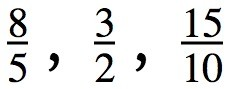 8/5 , 3/2 , 15/10